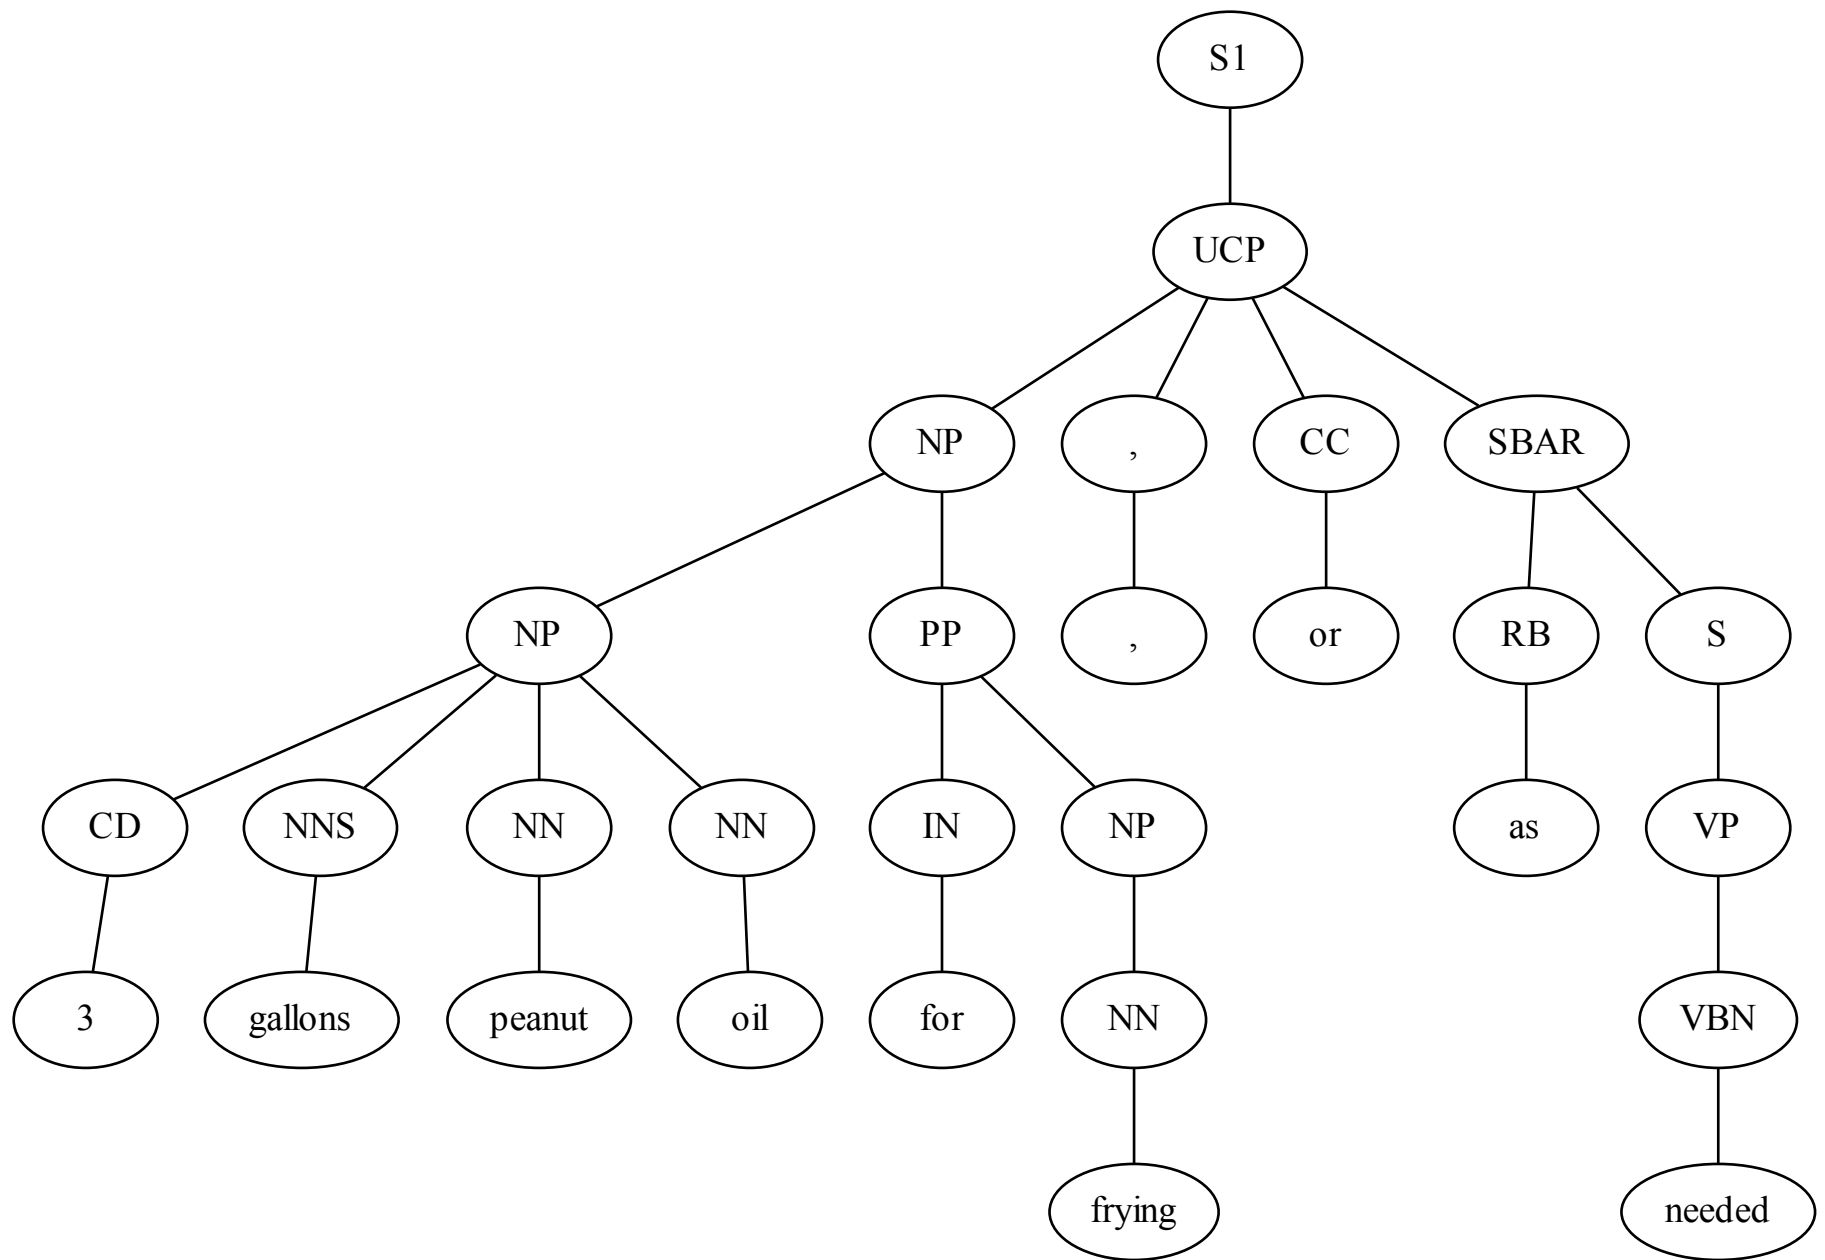 S1
UCP
NP , CC SBAR
NP PP , or RB S
CD NNS NN NN IN NP as VP
3 gallons peanut oil for NN VBN
frying needed